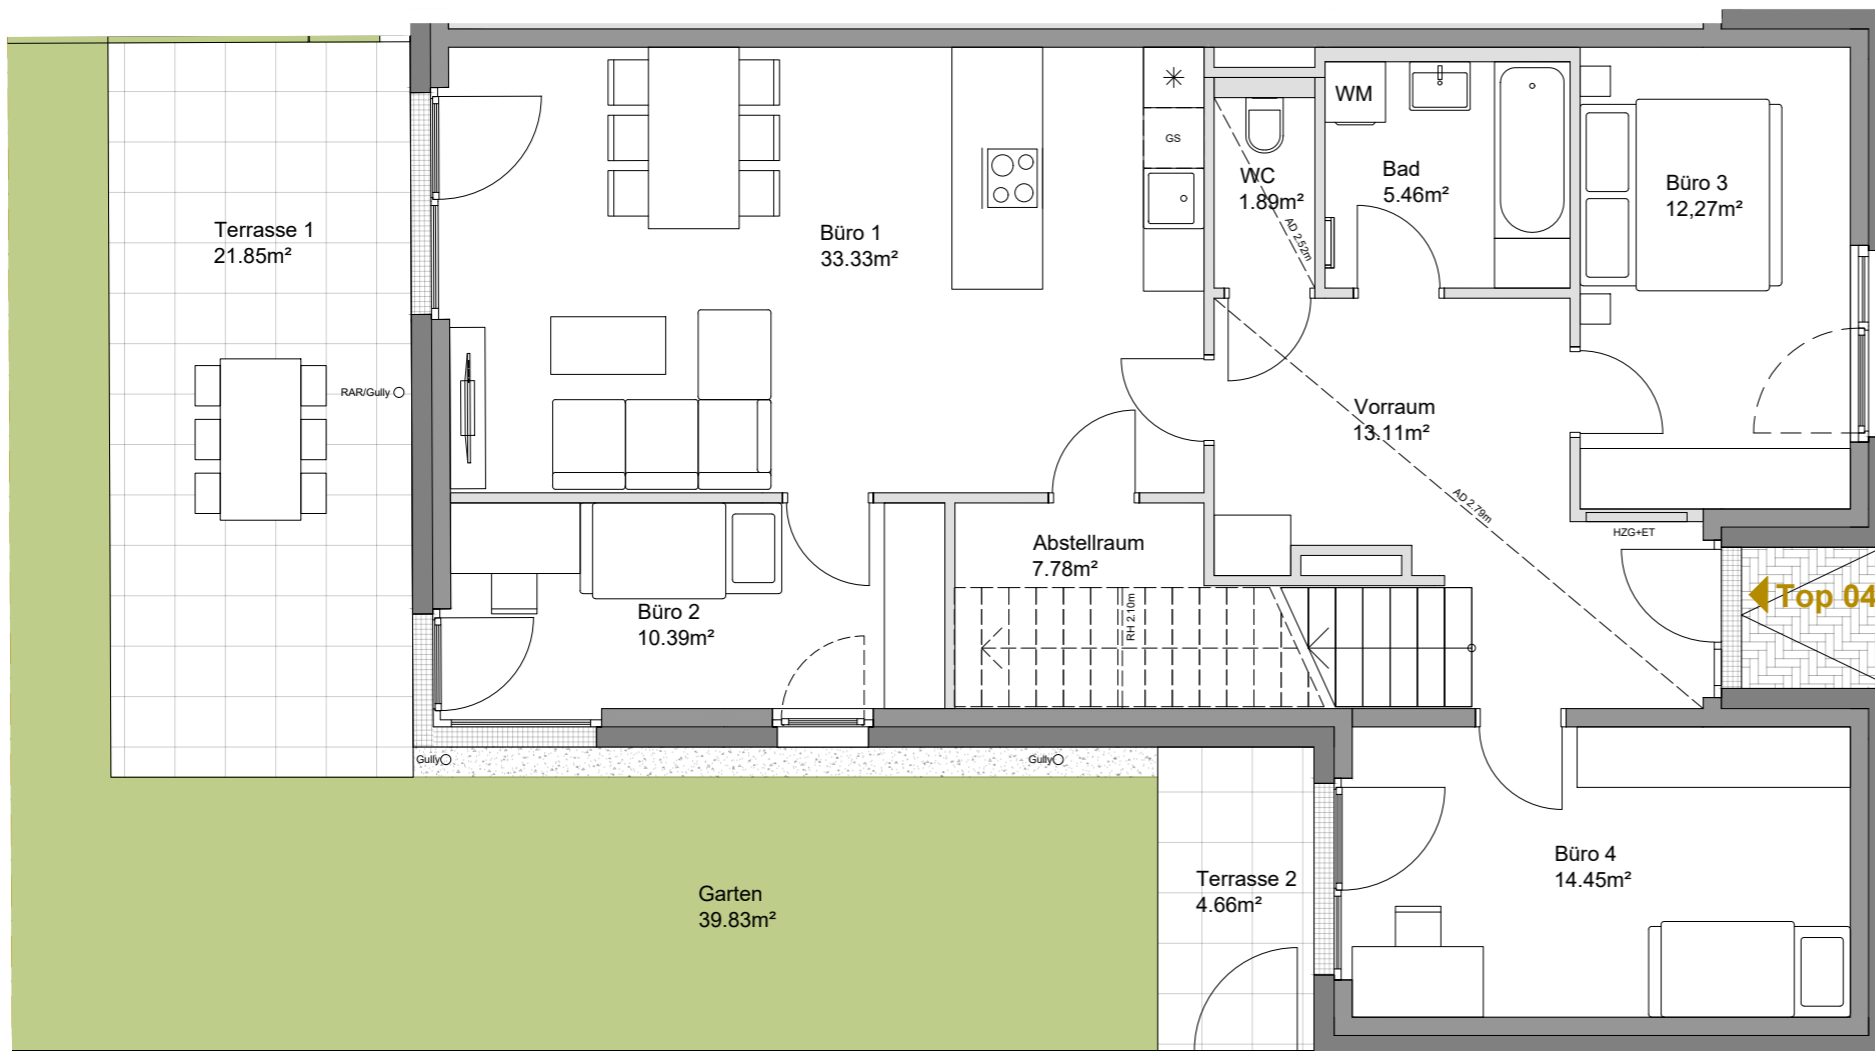 Terrasse 1
21.85m²
RAR/Gully
Büro 1
33.33m²
GS
WC
1.89m²
AD 2.52m
WM
Bad
5.46m²
Büro 3
12,27m²
Vorraum
13.11m²
AD 2.79m
HZG+ET
Top 04
Abstellraum
7.78m²
RH 2.10m
Büro 2
10.39m²
Gully
Gully
Garten
39.83m²
Terrasse 2
4.66m²
Büro 4
14.45m²